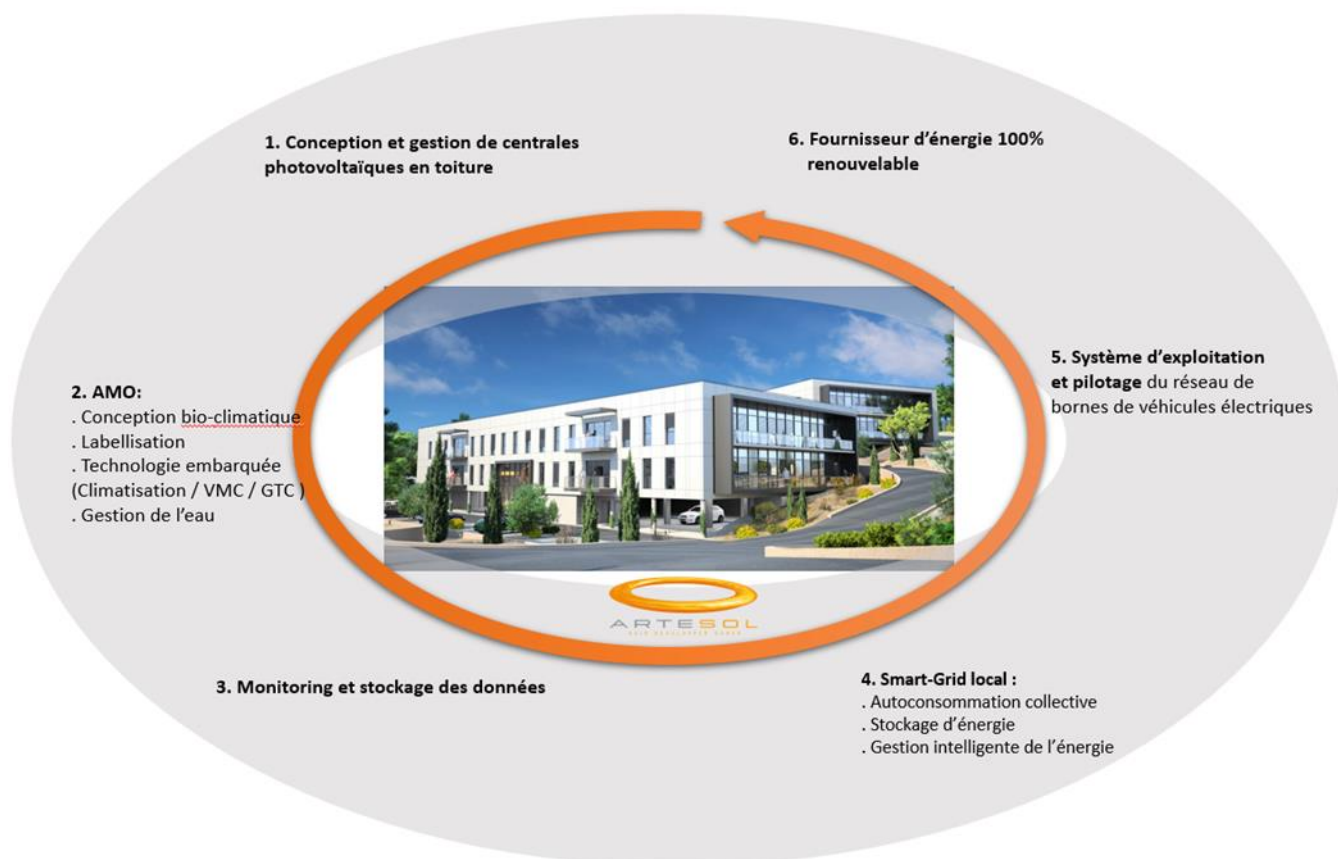 1. Conception et gestion de centrales
photovoltaïques en toiture
6. Fournisseur d'énergie 100%
renouvelable
2. AMO:
. Conception bio-climatique
. Labellisation
. Technologie embarquée
(Climatisation / VMC / GTC )
. Gestion de l'eau
5. Système d'exploitation
et pilotage du réseau de
bornes de véhicules électriques
ARTESOL
3. Monitoring et stockage des données
4. Smart-Grid local :
. Autoconsommation collective
. Stockage d'énergie
. Gestion intelligente de l'énergie